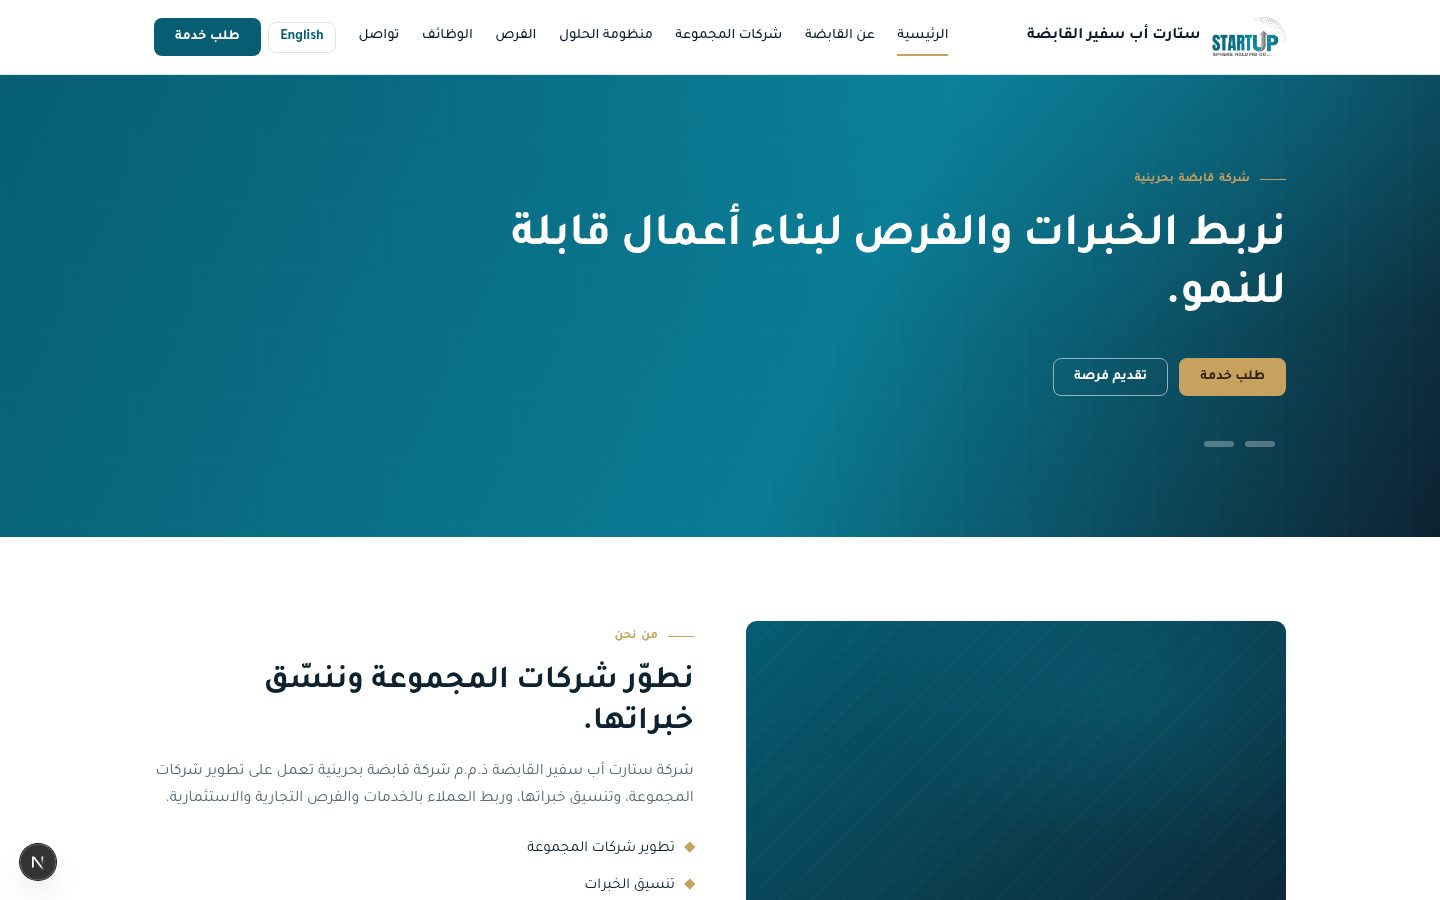 STARTUP
SPHERE HOLDING CO...
ستارت أب سفير القابضة
الرئيسية
عن القابضة
شركات المجموعة
منظومة الحلول
الفرص
الوظائف
تواصل
English
طلب خدمة
شركة قابضة بحرينية
نربط الخبرات والفرص لبناء أعمال قابلة
للنمو.
طلب خدمة
تقديم فرصة
من نحن
نطوّر شركات المجموعة وننسّق
خبراتها.
شركة ستارت أب سفير القابضة ذ.م.م شركة قابضة بحرينية تعمل على تطوير شركات
المجموعة، وتنسيق خبراتها، وربط العملاء بالخدمات والفرص التجارية والاستثمارية.
تطوير شركات المجموعة
تنسيق الخبرات
N